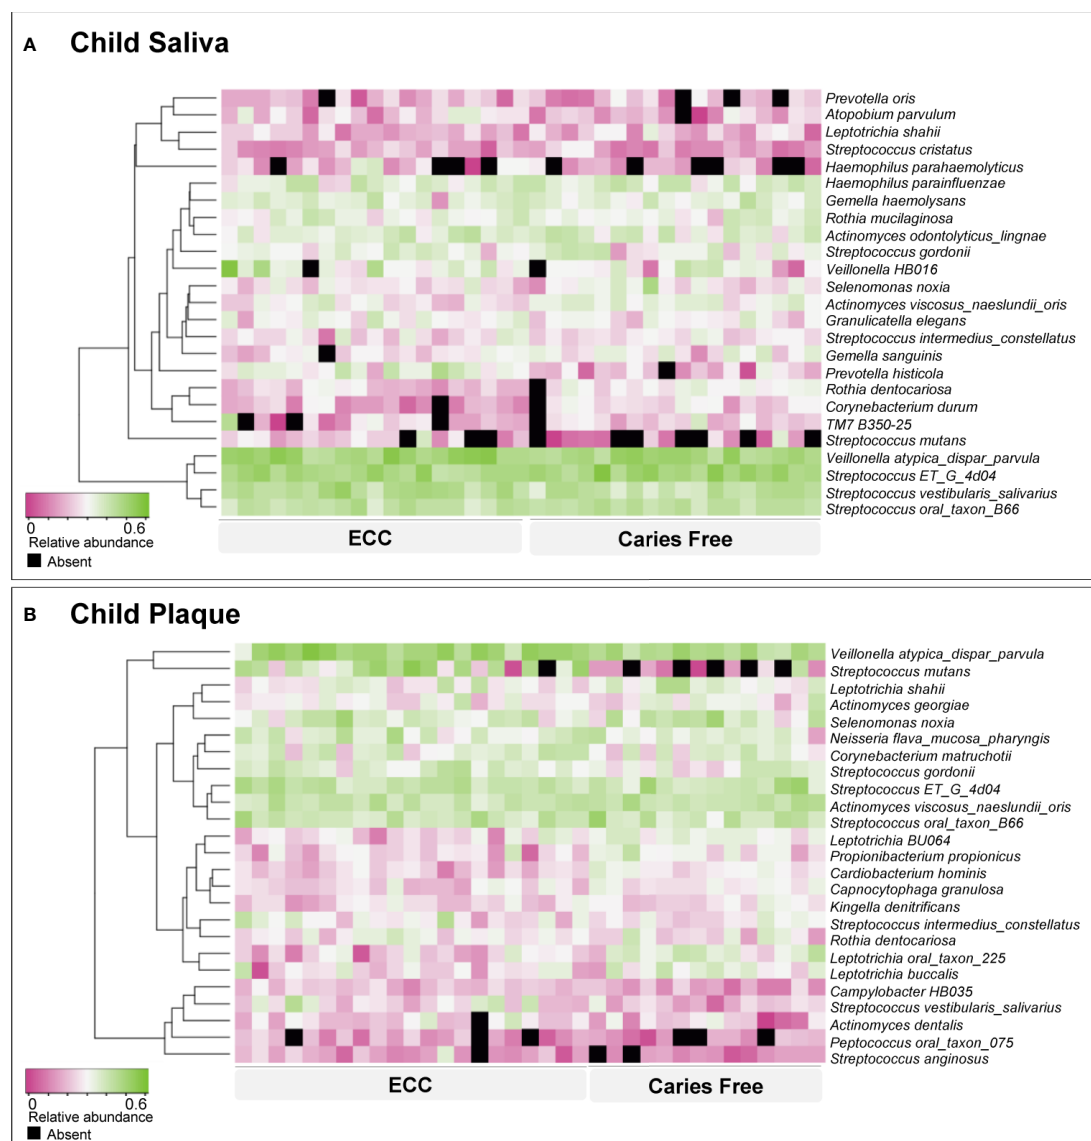 A Child Saliva
Prevotella oris
Atopobium parvulum
Leptotrichia shahii
Streptococcus cristatus
Haemophilus parahaemolyticus
Haemophilus parainfluenzae
Gemella haemolysans
Rothia mucilaginosa
Actinomyces odontolyticus_lingnae
Streptococcus gordonii
Veillonella HB016
Selenomonas noxia
Actinomyces viscosus_naeslundii_oris
Granulicatella elegans
Streptococcus intermedius_constellatus
Gemella sanguinis
Prevotella histicola
Rothia dentocariosa
Corynebacterium durum
TM7 B350-25
Streptococcus mutans
Veillonella atypica_dispar_parvula
Streptococcus ET_G_4d04
Streptococcus vestibularis_salivarius
Streptococcus oral_taxon_B66
0 0.6
Relative abundance
Absent
ECC Caries Free
B Child Plaque
Veillonella atypica_dispar_parvula
Streptococcus mutans
Leptotrichia shahii
Actinomyces georgiae
Selenomonas noxia
Neisseria flava_mucosa_pharyngis
Corynebacterium matruchotii
Streptococcus gordonii
Streptococcus ET_G_4d04
Actinomyces viscosus_naeslundii_oris
Streptococcus oral_taxon_B66
Leptotrichia BU064
Propionibacterium propionicus
Cardiobacterium hominis
Capnocytophaga granulosa
Kingella denitrificans
Streptococcus intermedius_constellatus
Rothia dentocariosa
Leptotrichia oral_taxon_225
Leptotrichia buccalis
Campylobacter HB035
Streptococcus vestibularis_salivarius
Actinomyces dentalis
Peptococcus oral_taxon_075
Streptococcus anginosus
ECC Caries Free
0 0.6
Relative abundance
Absent